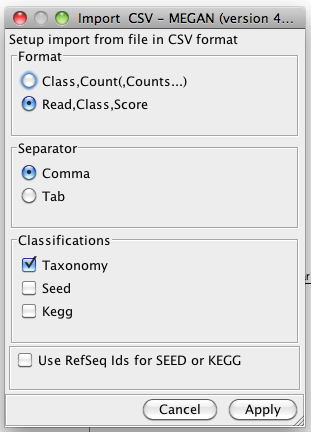 Import CSV – MEGAN (version 4...
Setup import from file in CSV format
Format
Class,Count(,Counts...)
Read,Class,Score
Separator
Comma
Tab
Classifications
Taxonomy
Seed
Kegg
Use RefSeq Ids for SEED or KEGG
Cancel Apply